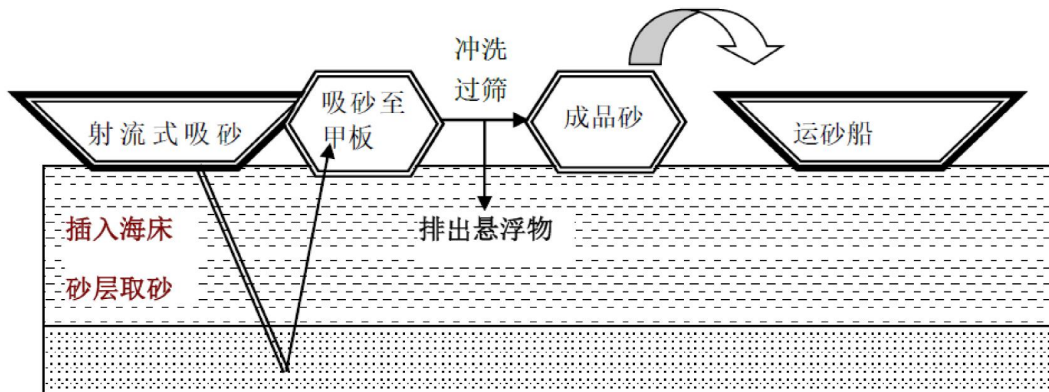 冲洗
过筛
射流式吸砂
吸砂至
甲板
成品砂
运砂船
插入海床
砂层取砂
排出悬浮物